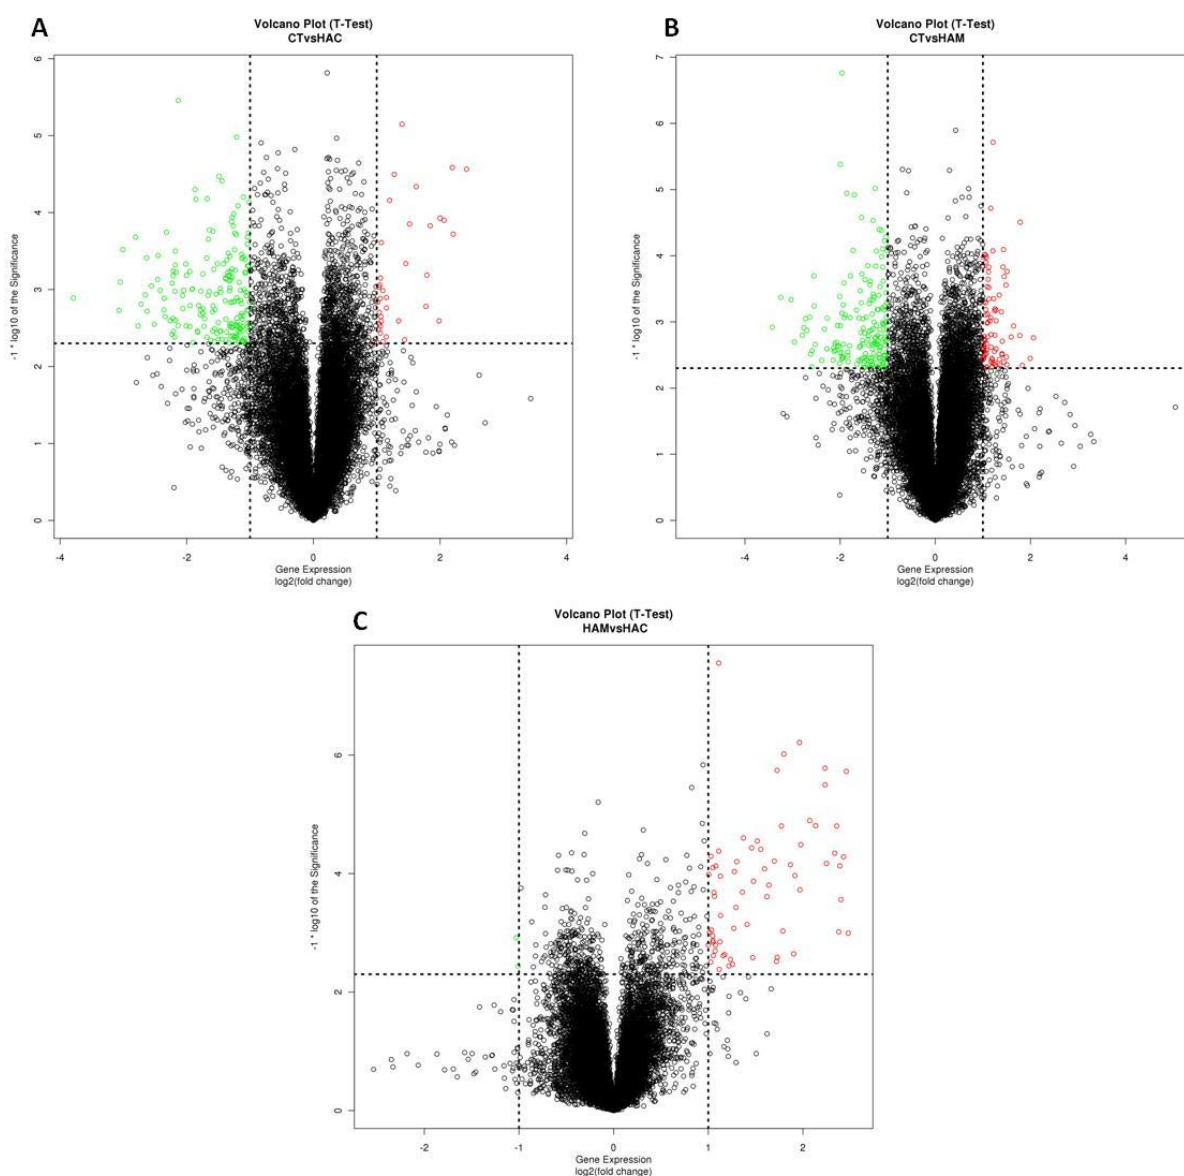 A
Volcano Plot (T-Test)
CTvsHAC
-1 * log10 of the Significance
6
5
4
3
2
1
0
-4
-2
0
2
4
Gene Expression
log2(fold change)
B
Volcano Plot (T-Test)
CTvsHAM
-1 * log10 of the Significance
7
6
5
4
3
2
1
0
-4
-2
0
2
4
Gene Expression
log2(fold change)
C
Volcano Plot (T-Test)
HAMvsHAC
-1 * log10 of the Significance
6
4
2
0
-2
-1
0
1
2
Gene Expression
log2(fold change)